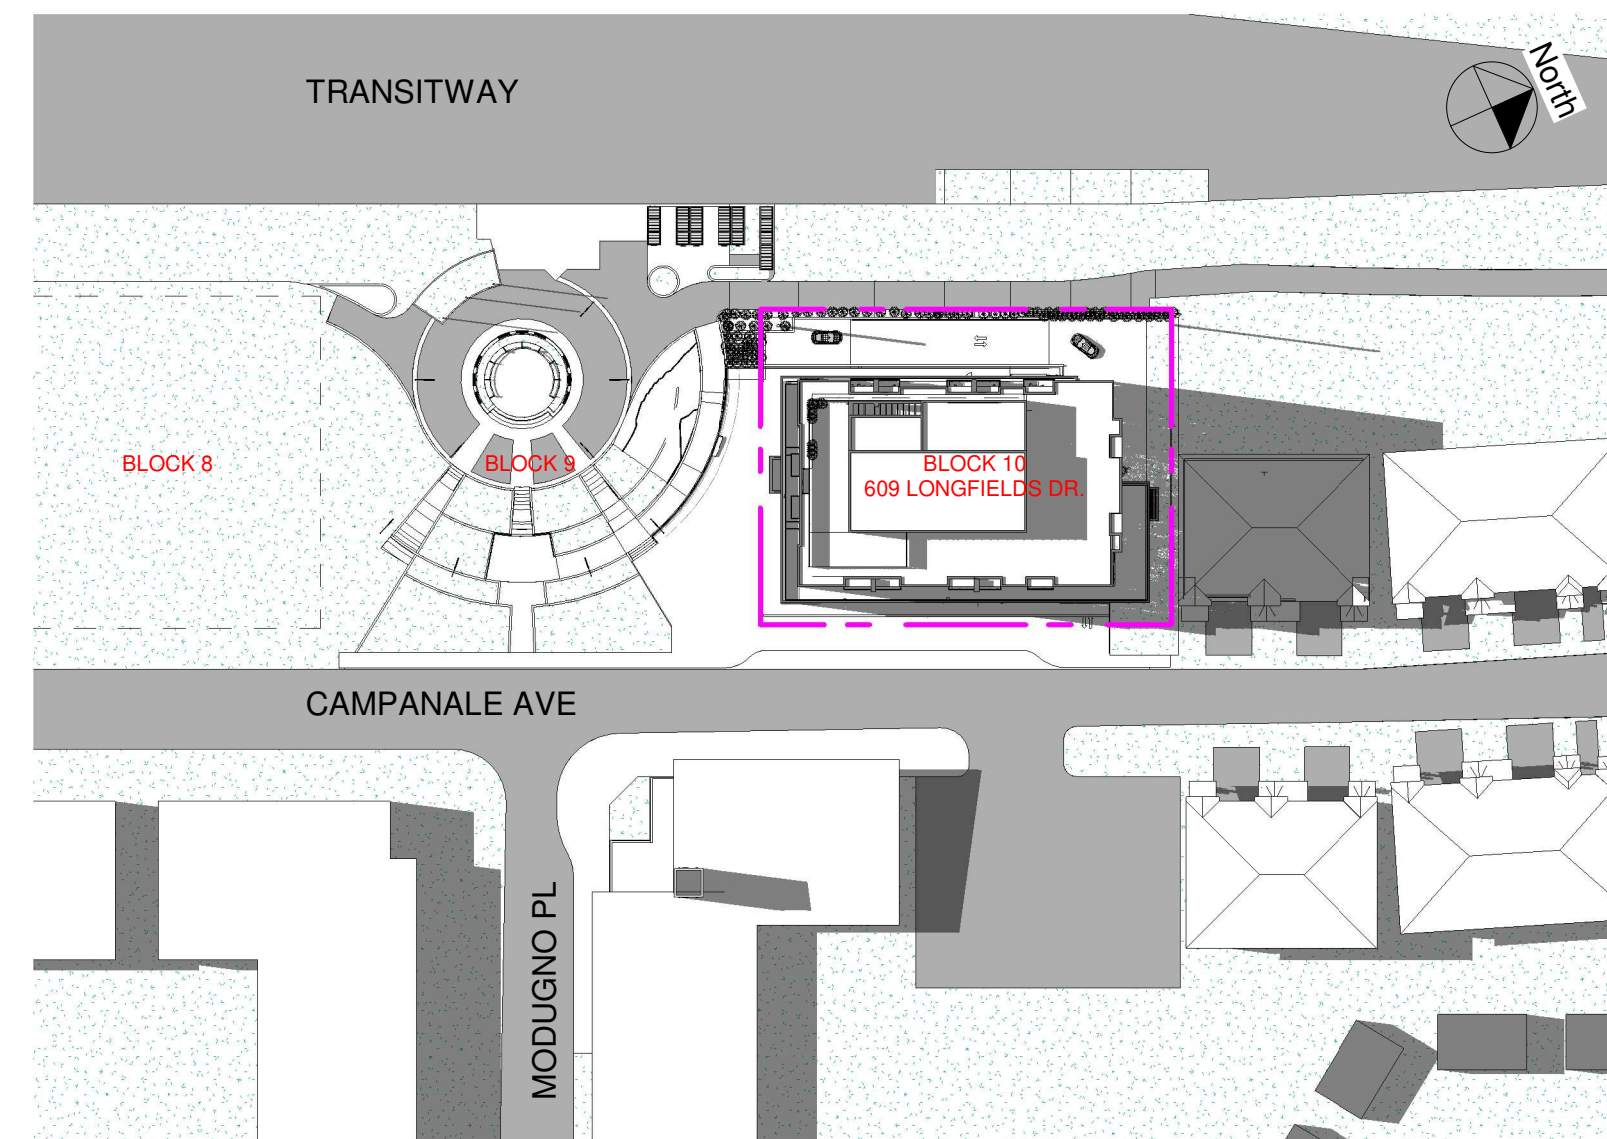 TRANSITWAY
North
BLOCK 8
BLOCK 9
BLOCK 10
609 LONGFIELDS DR.
CAMPANALE AVE
MODUGNO PL